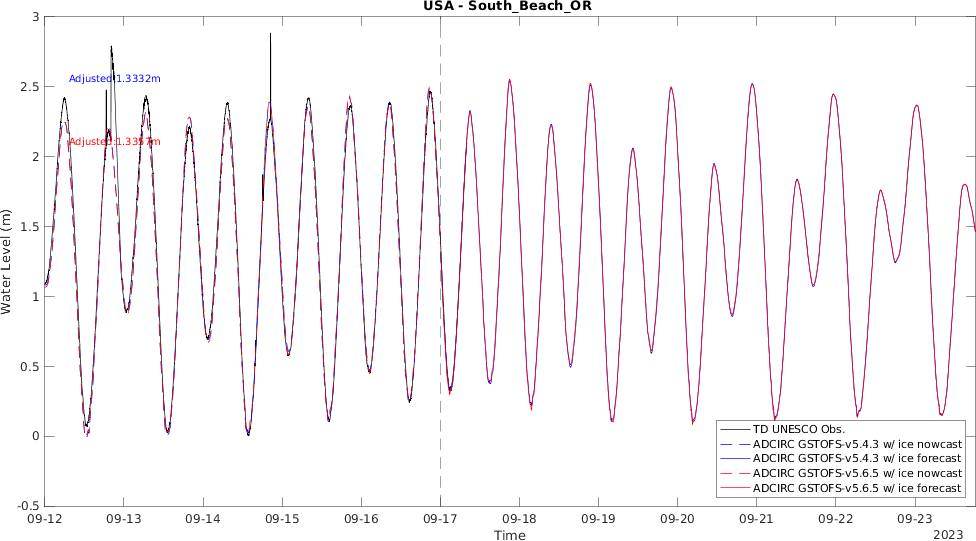 USA - South_Beach_OR
3
2.5
2
1.5
1
0.5
0
-0.5
Water Level (m)
Adjusted:1.3332m
Adjusted:1.3357m
TD UNESCO Obs.
ADCIRC GSTOFS-v5.4.3 w/ ice nowcast
ADCIRC GSTOFS-v5.4.3 w/ ice forecast
ADCIRC GSTOFS-v5.6.5 w/ ice nowcast
ADCIRC GSTOFS-v5.6.5 w/ ice forecast
09-12 09-13 09-14 09-15 09-16 09-17 09-18 09-19 09-20 09-21 09-22 09-23
Time
2023